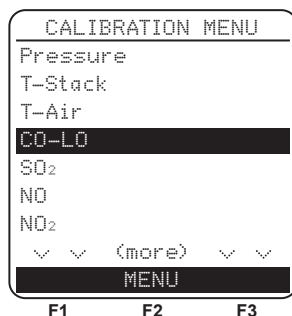 CALIBRATION MENU
Pressure
T-Stack
T-Air
CO-LO
SO₂
NO
NO₂
(more)
MENU
F1 F2 F3